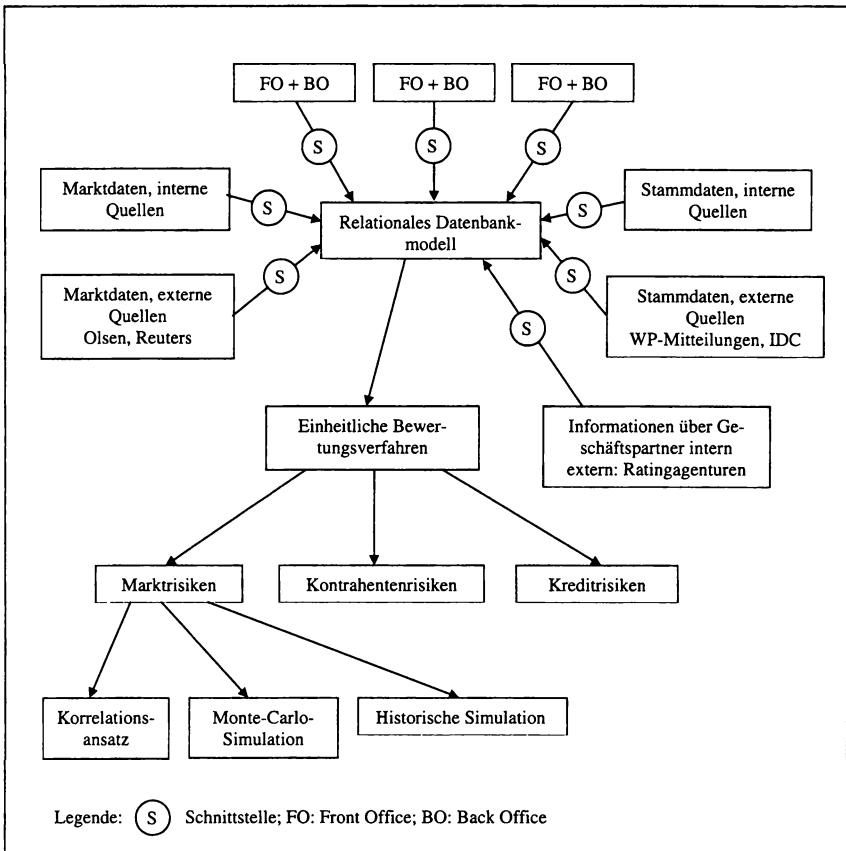 FO + BO
FO + BO
FO + BO
S
S
S
Marktdaten, interne
Quellen
S
Relationales Datenbank-
modell
S
Stammdaten, interne
Quellen
Marktdaten, externe
Quellen
Olsen, Reuters
S
S
Stammdaten, externe
Quellen
WP-Mitteilungen, IDC
S
Einheitliche Bewer-
tungsverfahren
Informationen über Ge-
schäftspartner intern
extern: Ratingagenturen
Marktrisiken
Kontrahentenrisiken
Kreditrisiken
Korrelations-
ansatz
Monte-Carlo-
Simulation
Historische Simulation
Legende: S Schnittstelle; FO: Front Office; BO: Back Office